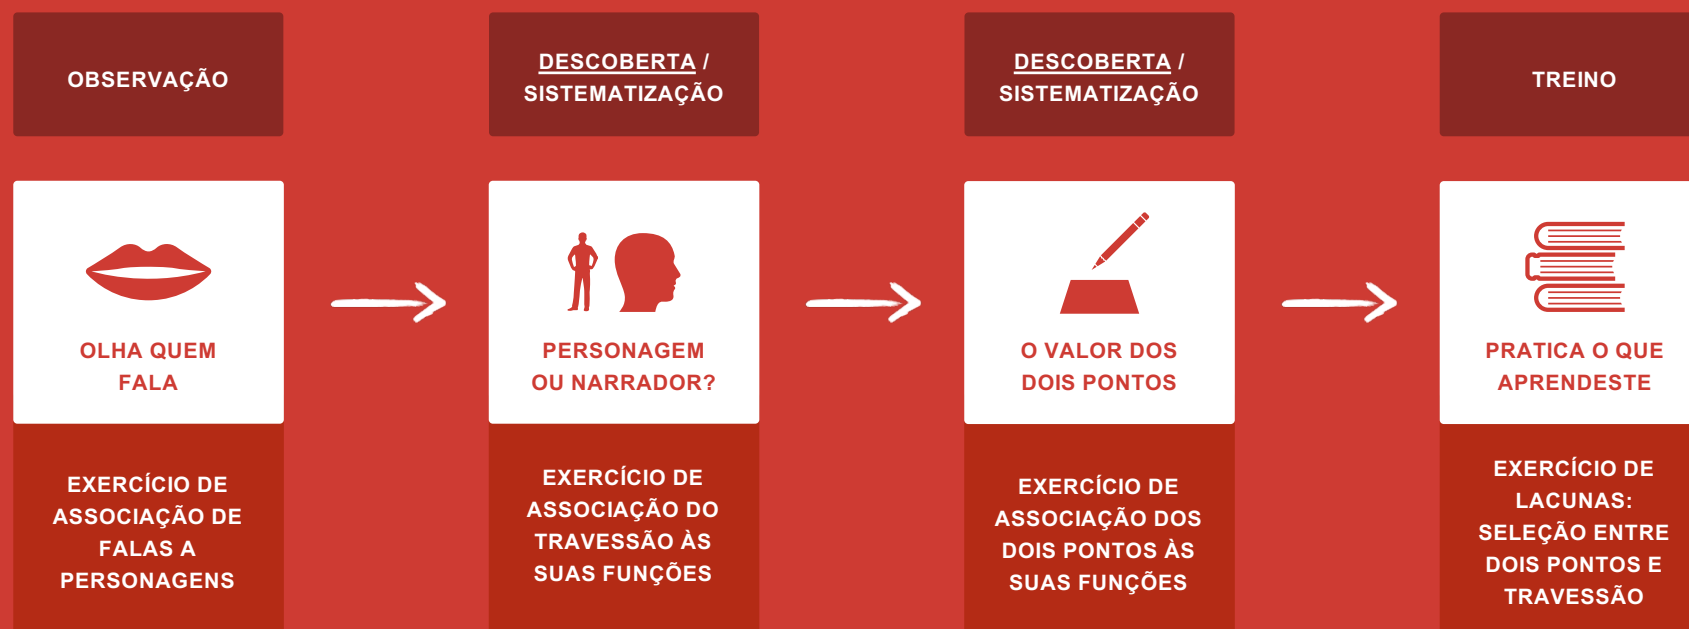 OBSERVAÇÃO
DESCOBERTA /
SISTEMATIZAÇÃO
DESCOBERTA /
SISTEMATIZAÇÃO
TREINO
OLHA QUEM
FALA
PERSONAGEM
OU NARRADOR?
O VALOR DOS
DOIS PONTOS
PRATICA O QUE
APRENDESTE
EXERCÍCIO DE
ASSOCIAÇÃO DE
FALAS A
PERSONAGENS
EXERCÍCIO DE
ASSOCIAÇÃO DO
TRAVESSÃO ÀS
SUAS FUNÇÕES
EXERCÍCIO DE
ASSOCIAÇÃO DOS
DOIS PONTOS ÀS
SUAS FUNÇÕES
EXERCÍCIO DE
LACUNAS:
SELEÇÃO ENTRE
DOIS PONTOS E
TRAVESSÃO